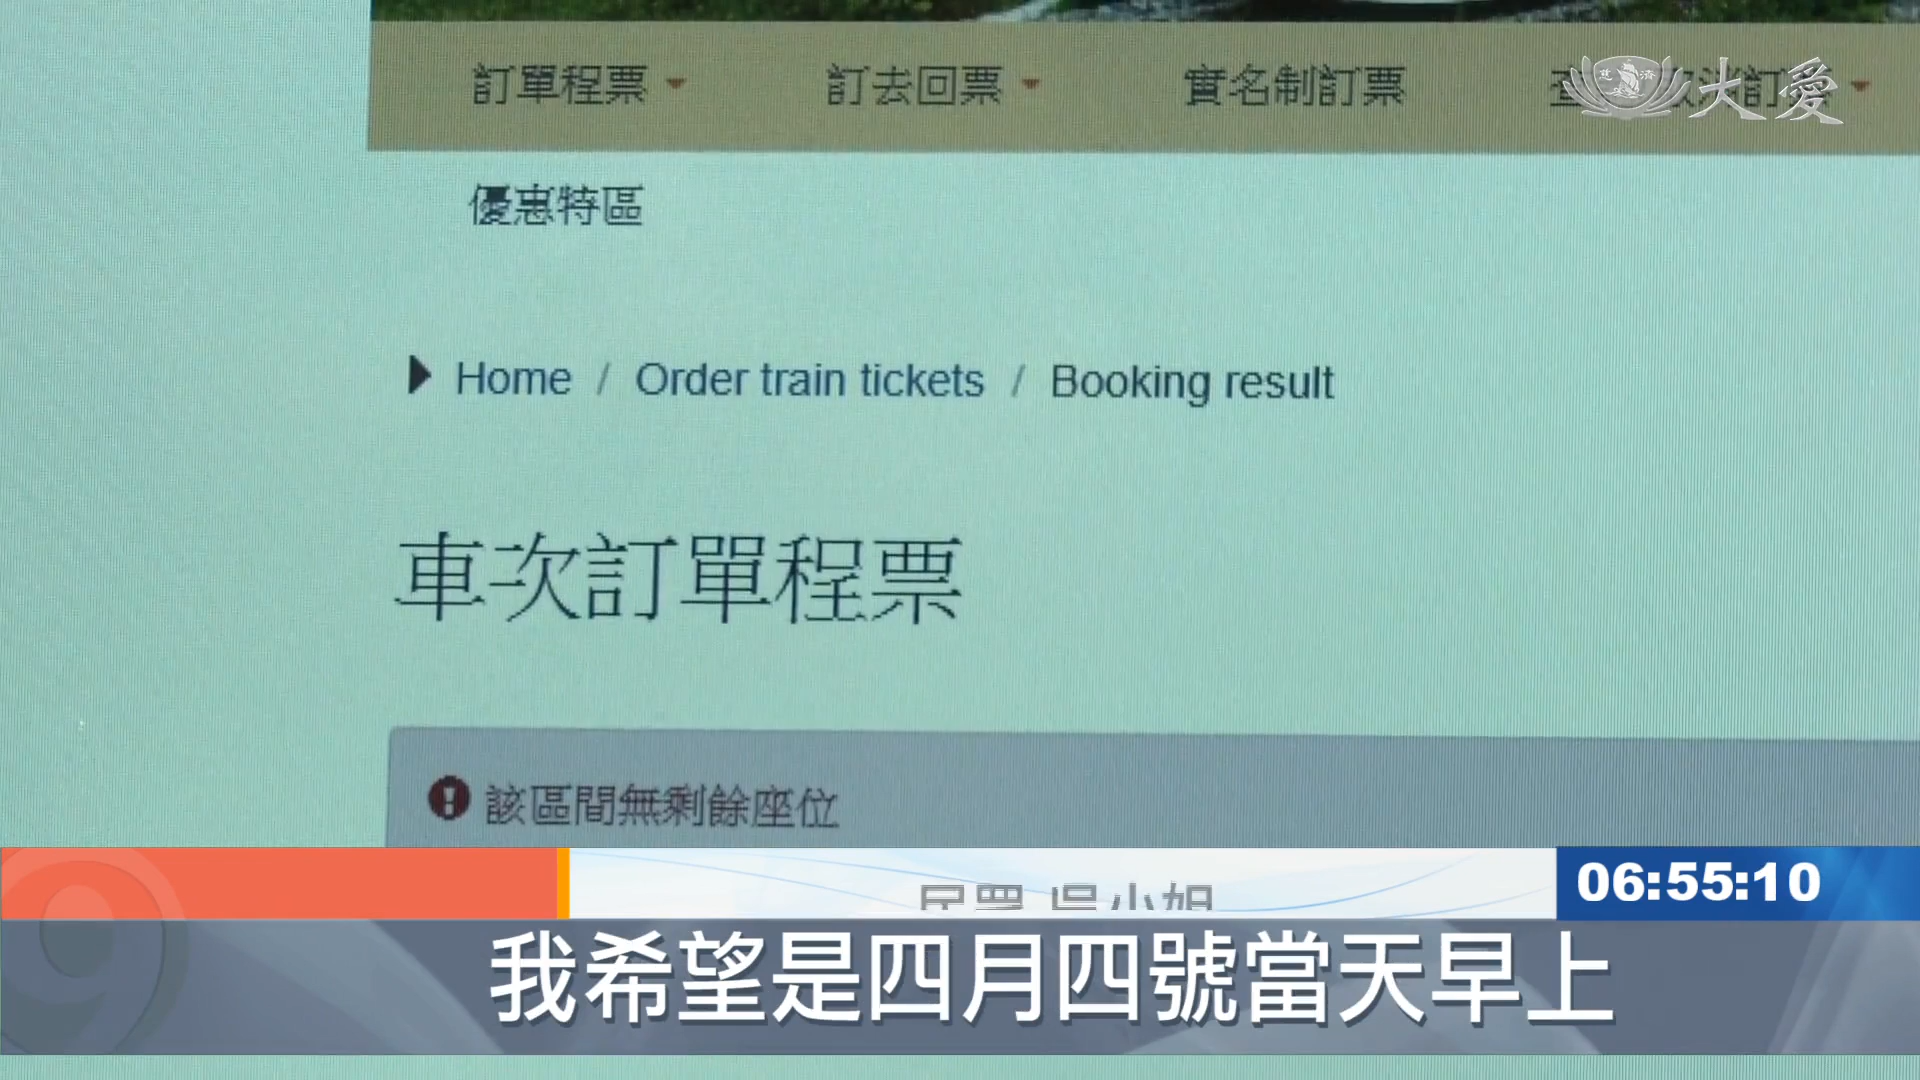 訂單程票 訂去回票 實名制訂票
大愛
優惠特區
Home / Order train tickets / Booking result
車次訂單程票
該區間無剩餘座位
06:55:10
我希望是四月四號當天早上